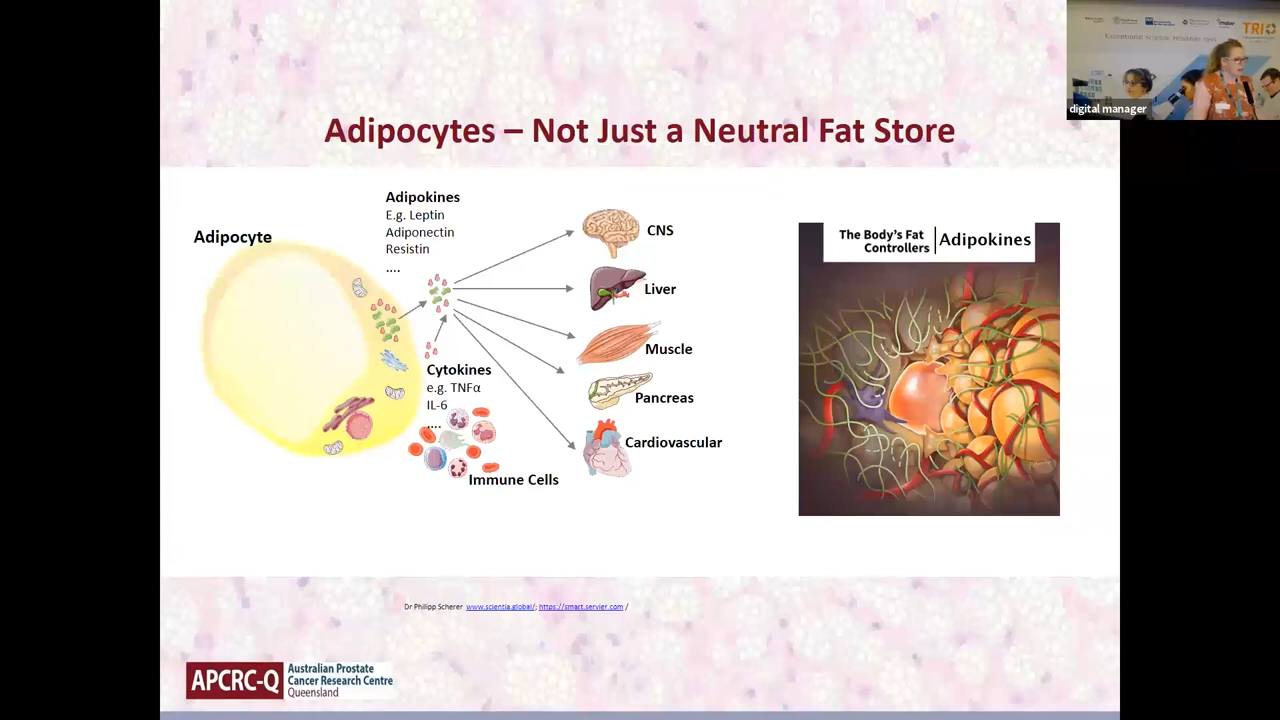 Adipocytes – Not Just a Neutral Fat Store
Adipocyte
Adipokines
E.g. Leptin
Adiponectin
Resistin
....
Cytokines
e.g. TNFα
IL-6
....
Immune Cells
CNS
Liver
Muscle
Pancreas
Cardiovascular
The Body's Fat
Controllers
Adipokines
Dr Philipp Scherer www.scientia.global/; https://smact.servier.com /
APCRC-Q
Australian Prostate
Cancer Research Centre
Queensland
TRI
digital manager